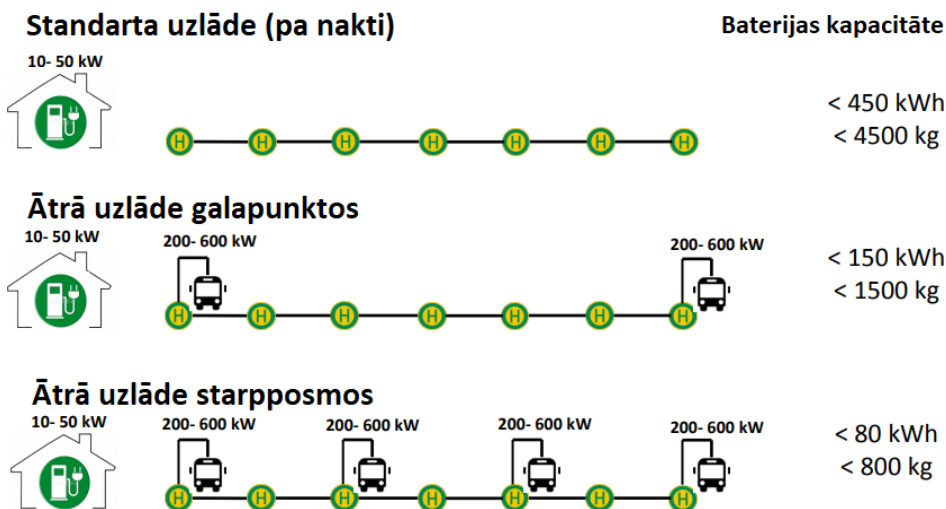 Standarta uzlāde (pa nakti)
Baterijas kapacitāte
10- 50 kW
< 450 kWh
< 4500 kg
H H H H H H H
Ātrā uzlāde galapunktos
10- 50 kW
200- 600 kW
200- 600 kW
< 150 kWh
< 1500 kg
H H H H H H H
Ātrā uzlāde starpposmos
10- 50 kW
200- 600 kW
200- 600 kW
200- 600 kW
200- 600 kW
< 80 kWh
< 800 kg
H H H H H H H